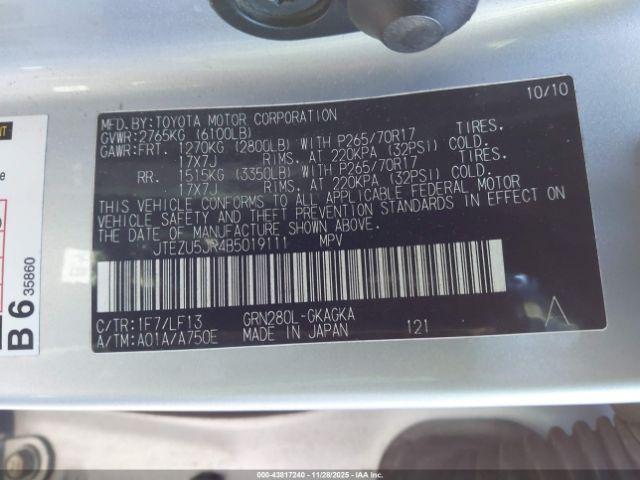 MFD.BY:TOYOTA MOTOR CORPORATION 10/10
GVWR:2765KG (6100LB)
GAWR:FRT. 1270KG (2800LB) WITH P265/70R17 TIRES.
17X7J RIMS, AT 220KPA (32PSI) COLD.
RR. 1515KG (3350LB) WITH P265/70R17 TIRES.
17X7J RIMS, AT 220KPA (32PSI) COLD.
THIS VEHICLE CONFORMS TO ALL APPLICABLE FEDERAL MOTOR
VEHICLE SAFETY AND THEFT PREVENTION STANDARDS IN EFFECT ON
THE DATE OF MANUFACTURE SHOWN ABOVE.
JTEZU5JR4B5019111 MPV
C/TR:1F7/LF13 GRN280L-GKAGKA
A/TM:A01A/A750E MADE IN JAPAN 121
A
B 6 35860
000-43817240 - 11/28/2025 - IAA Inc.